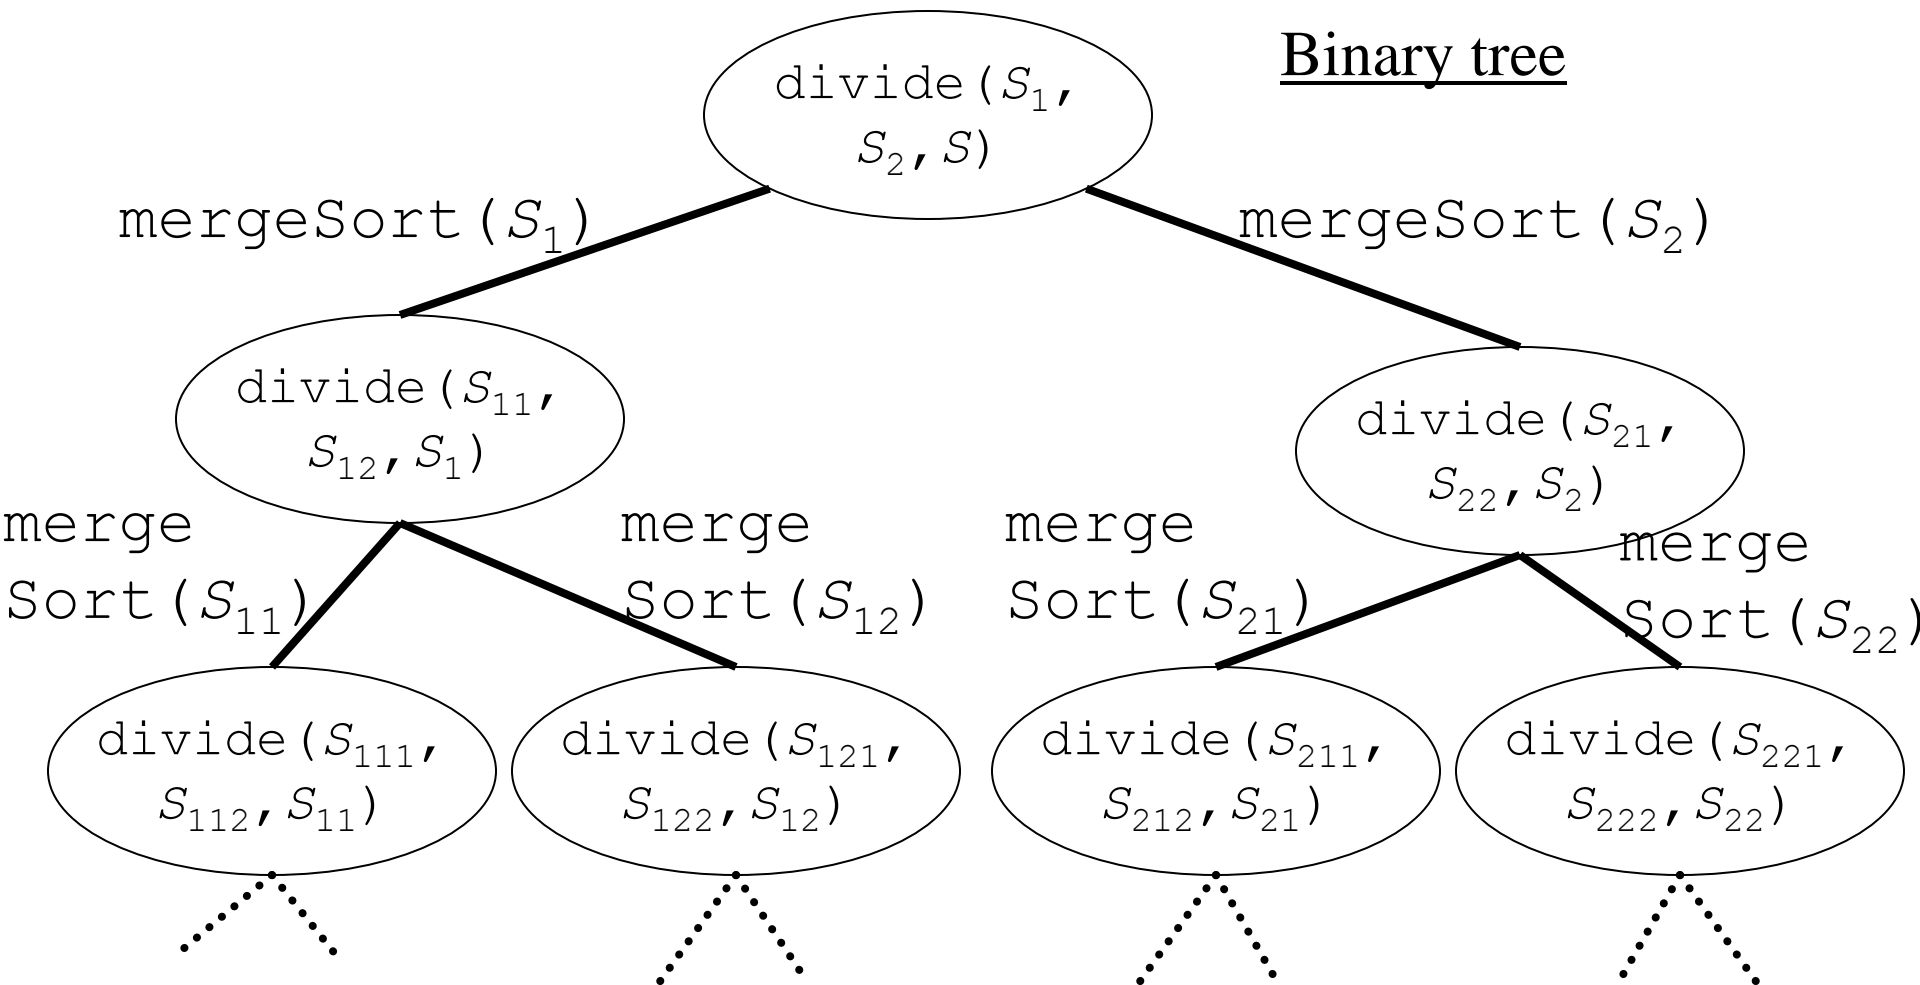 Binary tree
divide(S₁,
S₂,S)
mergeSort(S₁)
mergeSort(S₂)
divide(S₁₁,
S₁₂,S₁)
divide(S₂₁,
S₂₂,S₂)
merge
Sort(S₁₁)
merge
Sort(S₁₂)
merge
Sort(S₂₁)
merge
Sort(S₂₂)
divide(S₁₁₁,
S₁₁₂,S₁₁)
divide(S₁₂₁,
S₁₂₂,S₁₂)
divide(S₂₁₁,
S₂₁₂,S₂₁)
divide(S₂₂₁,
S₂₂₂,S₂₂)